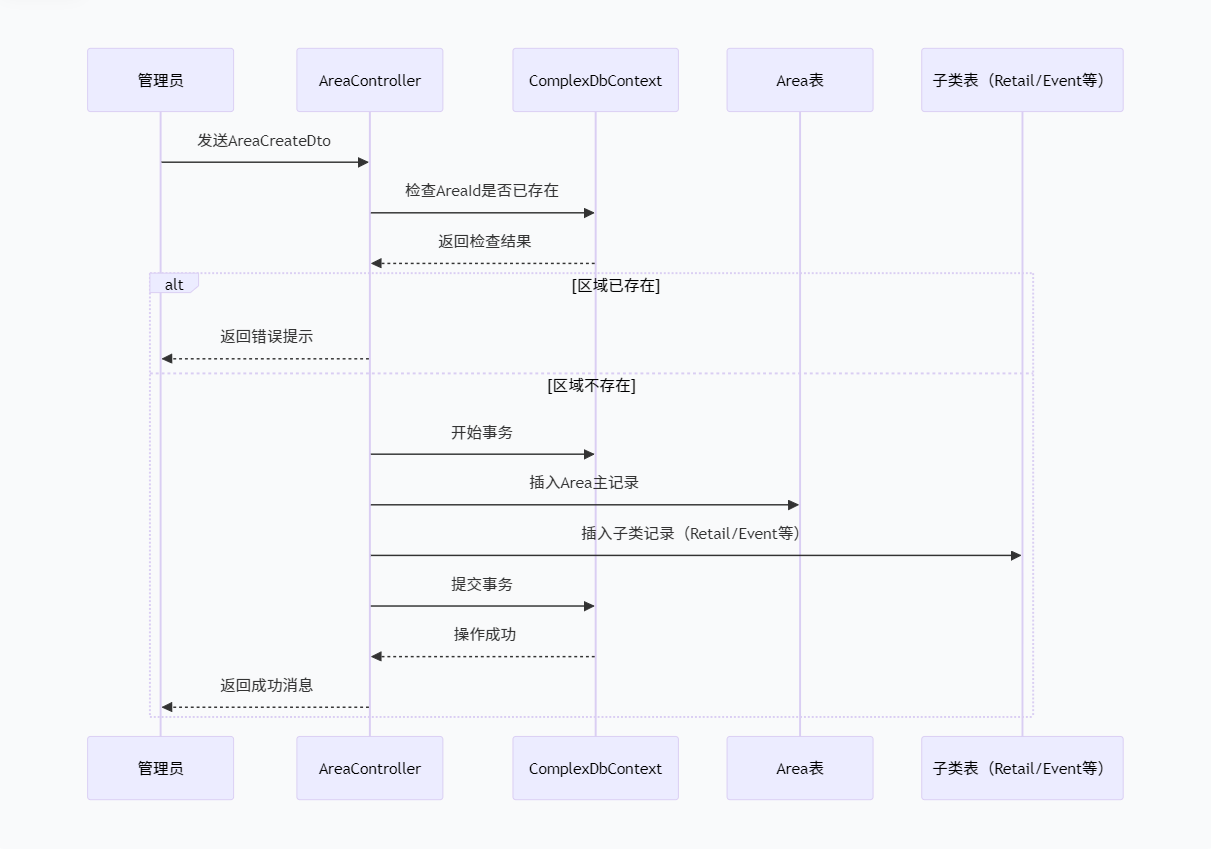 管理员
AreaController
ComplexDbContext
Area表
子类表（Retail/Event等）
发送AreaCreateDto
检查AreaId是否已存在
返回检查结果
alt
[区域已存在]
返回错误提示
[区域不存在]
开始事务
插入Area主记录
插入子类记录（Retail/Event等）
提交事务
操作成功
返回成功消息
管理员
AreaController
ComplexDbContext
Area表
子类表（Retail/Event等）